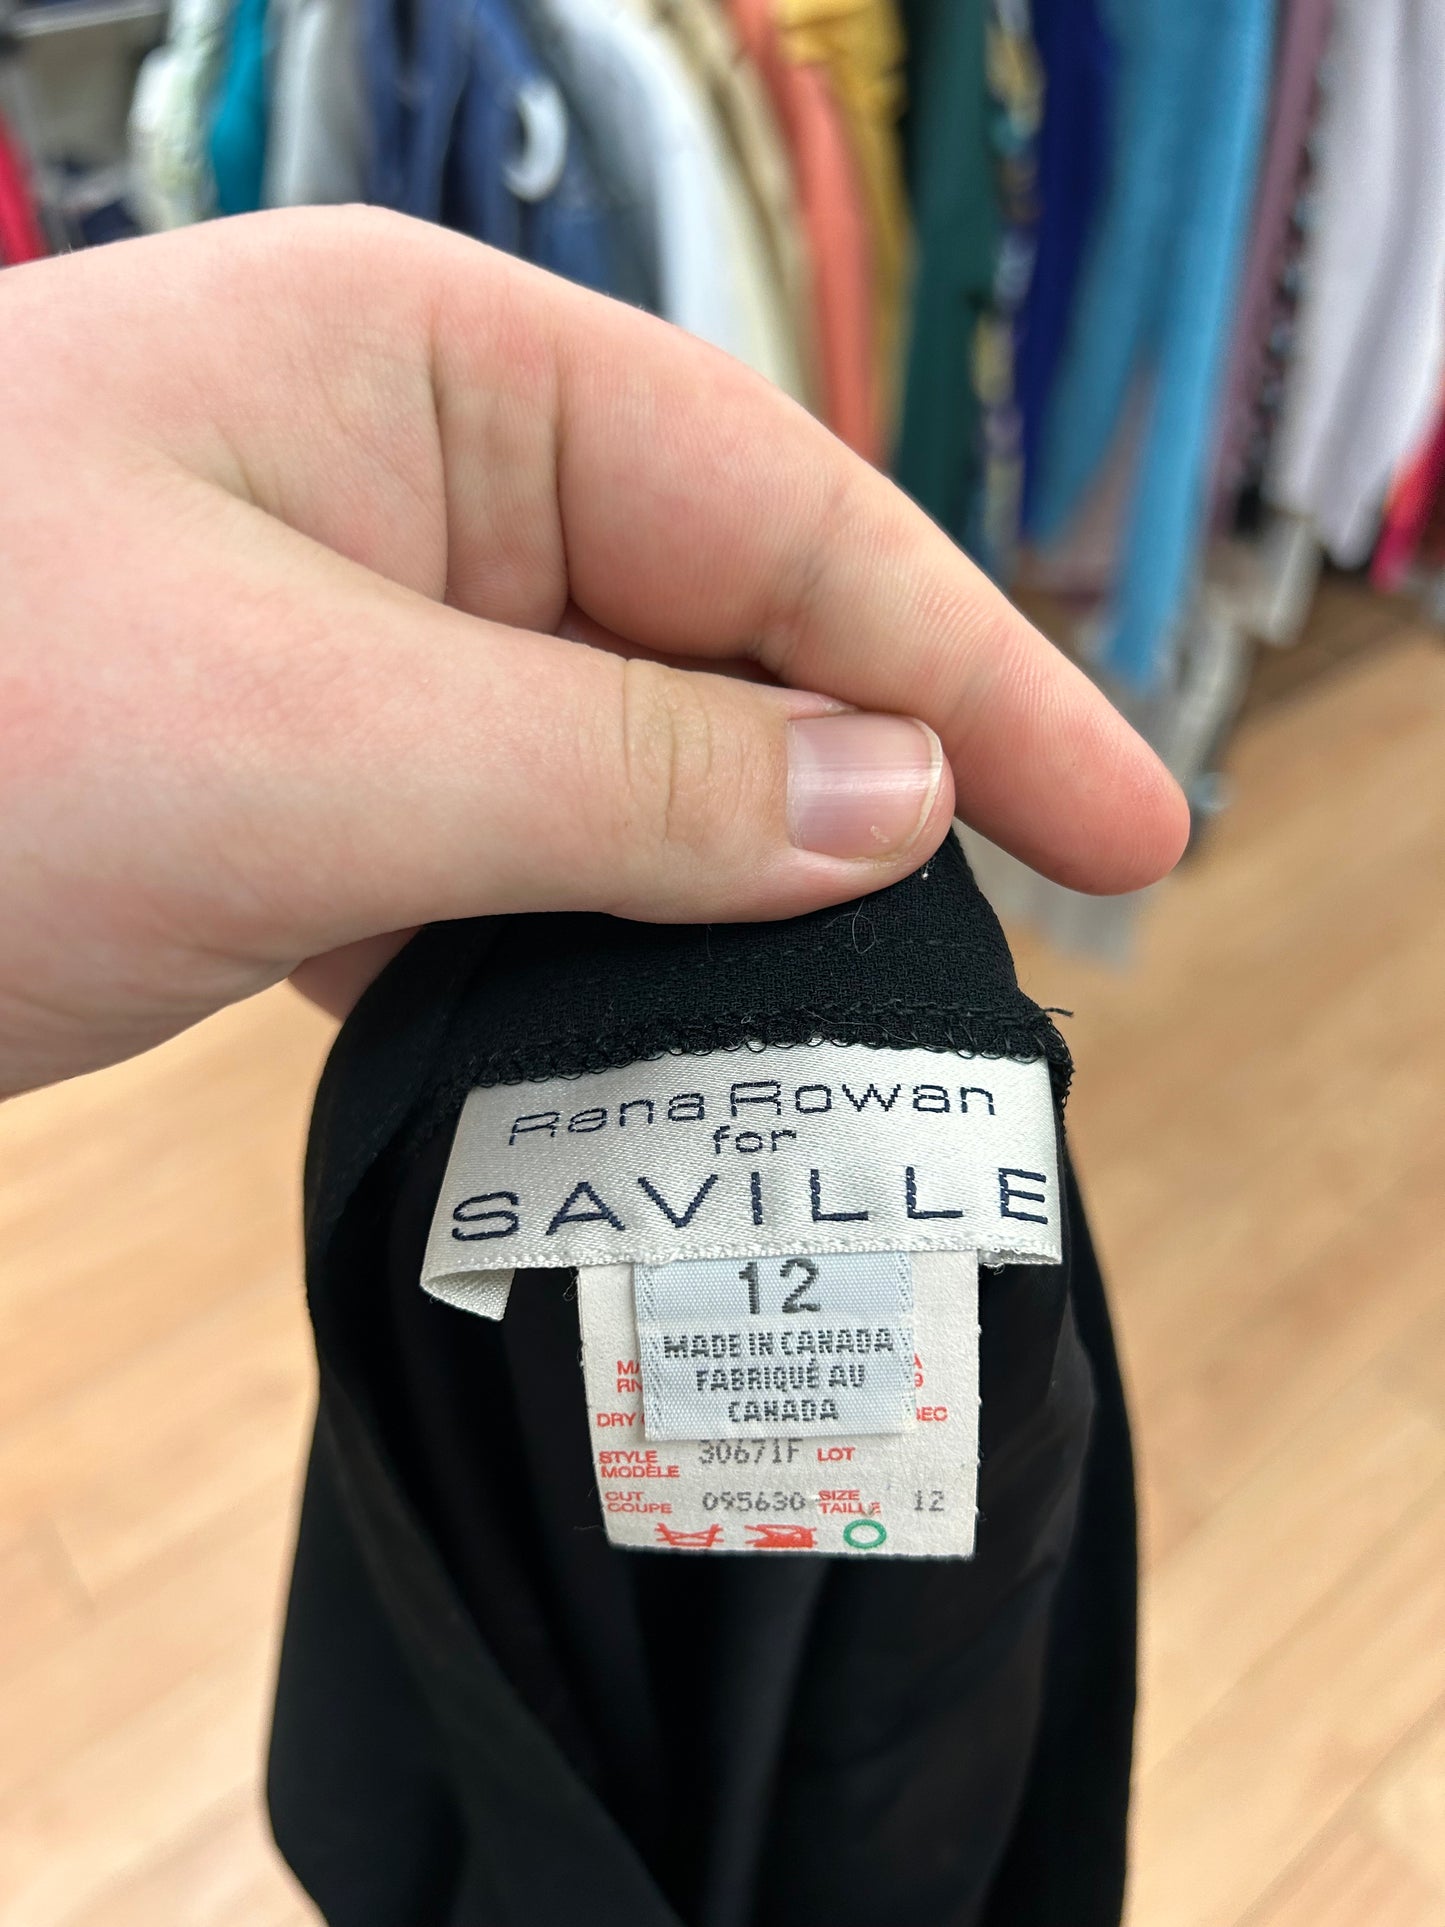 Rena Rowan
for
SAVILLE
12
MADE IN CANADA
FABRIQUÉ AU
CANADA
DRY
STYLE 30671F LOT
MODÈLE
CUT 095630 SIZE 12
COUPE TAILLE